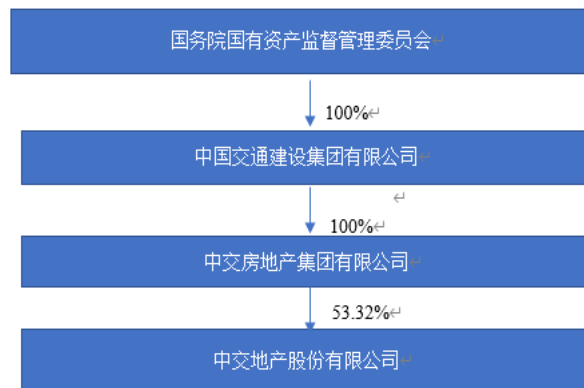 国务院国有资产监督管理委员会
100%
中国交通建设集团有限公司
100%
中交房地产集团有限公司
53.32%
中交地产股份有限公司